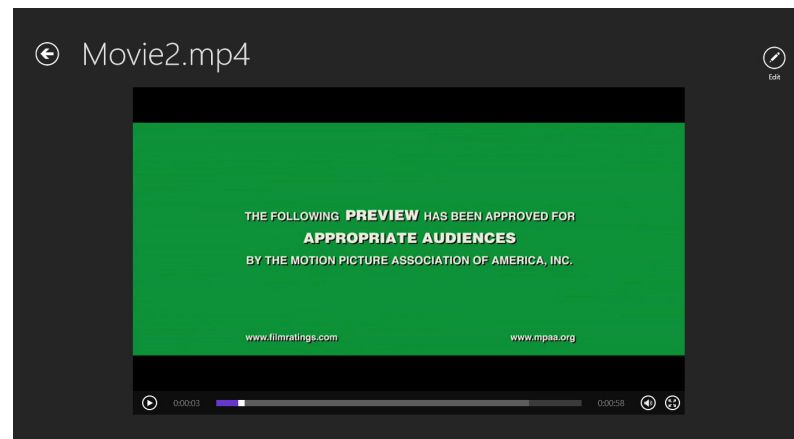 Movie2.mp4
Edit
THE FOLLOWING PREVIEW HAS BEEN APPROVED FOR
APPROPRIATE AUDIENCES
BY THE MOTION PICTURE ASSOCIATION OF AMERICA, INC.
www.filmratings.com www.mpaa.org
0:00:03 0:00:58